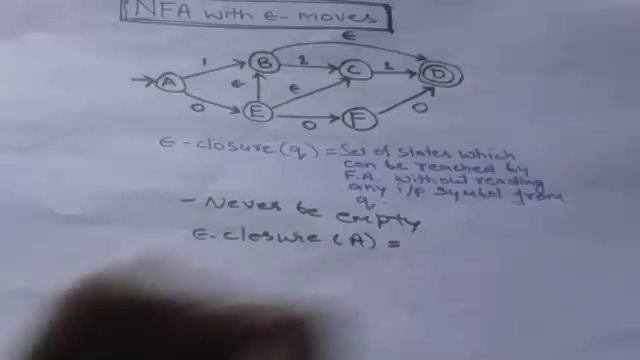 NFA with ε-moves
ε
1 B 1 C 1 D
A ε ε
0 E 0 F 0
ε-closure(q) = Set of states which
can be reached by
F.A. without reading
any i/p symbol from
q.
- Never be empty
ε-closure(A) =